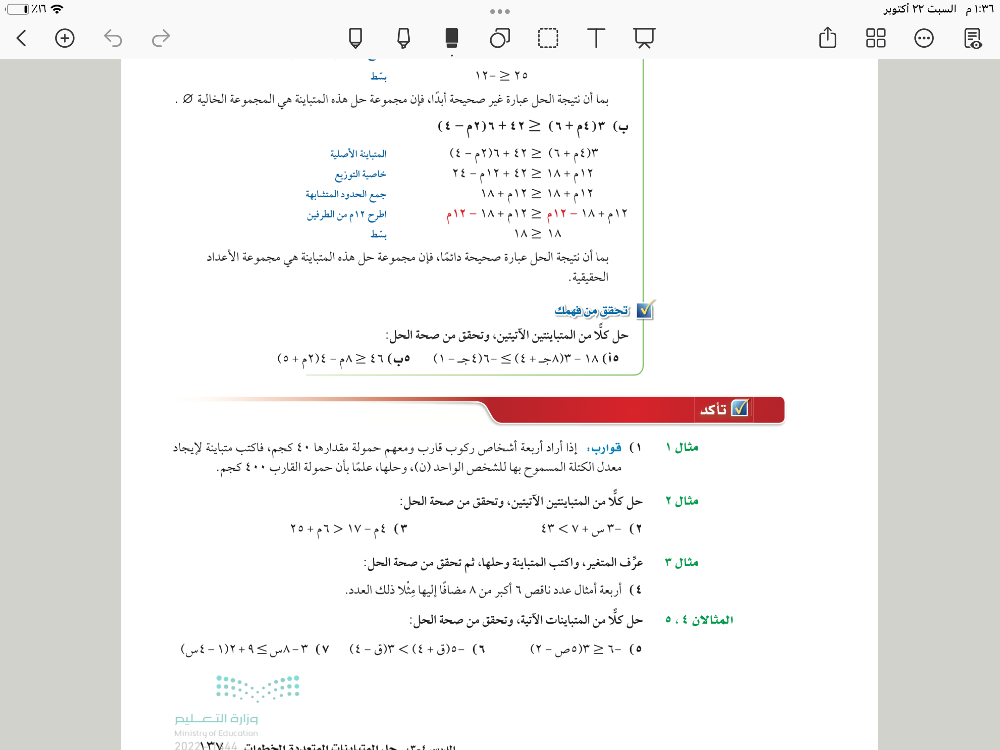 ١:٣٦ م السبت ٢٢ أكتوبر
١٦٪
٢٥ ≤ –١٢ بسّط
بما أن نتيجة الحل عبارة غير صحيحة أبدًا، فإن مجموعة حل هذه المتباينة هي المجموعة الخالية ∅ .
ب) ٣(٤م + ٦) ≤ ٤٢ + ٦(٢م – ٤)
٣(٤م + ٦) ≤ ٤٢ + ٦(٢م – ٤) المتباينة الأصلية
١٢م + ١٨ ≤ ٤٢ + ١٢م – ٢٤ خاصية التوزيع
١٢م + ١٨ ≤ ١٢م + ١٨ جمع الحدود المتشابهة
١٢م + ١٨ – ١٢م ≤ ١٢م + ١٨ – ١٢م اطرح ١٢م من الطرفين
١٨ ≤ ١٨ بسّط
بما أن نتيجة الحل عبارة صحيحة دائمًا، فإن مجموعة حل هذه المتباينة هي مجموعة الأعداد
الحقيقية.
تحقق من فهمك
حل كلًّا من المتباينتين الآتيتين، وتحقق من صحة الحل:
٥أ) ١٨ – ٣(٨جـ + ٤) ≥ –٦(٤جـ – ١) ٥ب) ٤٦ ≤ ٨م – ٤(٢م + ٥)
تأكد
مثال ١ ١) قوارب: إذا أراد أربعة أشخاص ركوب قارب ومعهم حمولة مقدارها ٤٠ كجم، فاكتب متباينة لإيجاد
معدل الكتلة المسموح بها للشخص الواحد (ن)، وحلها، علمًا بأن حمولة القارب ٤٠٠ كجم.
مثال ٢ حل كلًّا من المتباينتين الآتيتين، وتحقق من صحة الحل:
٢) –٣ س + ٧ > ٤٣ ٣) ٤م – ١٧ < ٦م + ٢٥
مثال ٣ عرِّف المتغير، واكتب المتباينة وحلها، ثم تحقق من صحة الحل:
٤) أربعة أمثال عدد ناقص ٦ أكبر من ٨ مضافًا إليها مِثْلا ذلك العدد.
المثالان ٤ ، ٥ حل كلًّا من المتباينات الآتية، وتحقق من صحة الحل:
٥) –٦ ≤ ٣(٥ص – ٢) ٦) –٥(ق + ٤) > ٣(ق – ٤) ٧) ٣ – ٨س ≥ ٩ + ٢(١ – ٤س)
وزارة التعليم
Ministry of Education
2022 - 1444
الدرس ٤-٣: حل المتباينات المتعددة الخطوات ١٣٧